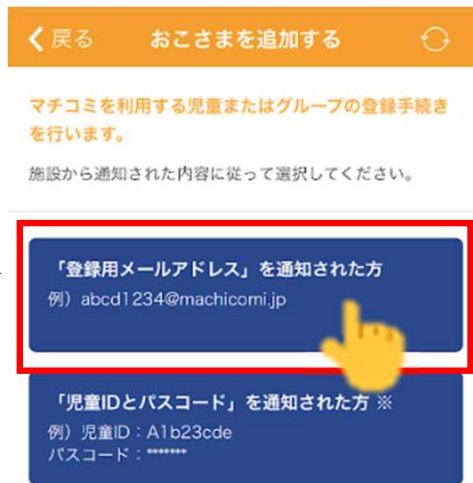 戻る おこさまを追加する
マチコミを利用する児童またはグループの登録手続き
を行います。
施設から通知された内容に従って選択してください。
「登録用メールアドレス」を通知された方
例）abcd1234@machicomi.jp
「児童IDとパスコード」を通知された方 ※
例）児童ID：A1b23cde
パスコード：*******